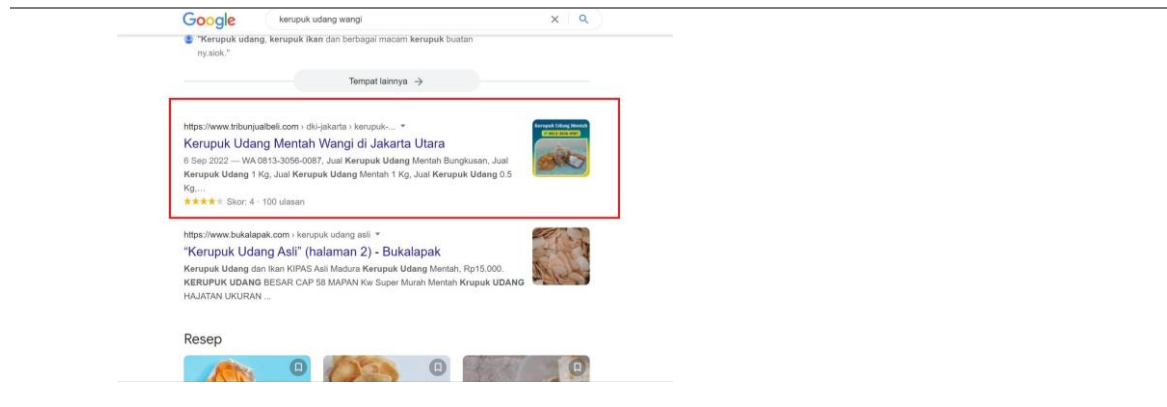 Google kerupuk udang wangi
"Kerupuk udang, kerupuk ikan dan berbagai macam kerupuk buatan
ny.siok."
Tempat lainnya →
https://www.tribunjualbeli.com › dki-jakarta › kerupuk-...
Kerupuk Udang Mentah Wangi di Jakarta Utara
6 Sep 2022 — WA 0813-3056-0087, Jual Kerupuk Udang Mentah Bungkusan, Jual
Kerupuk Udang 1 Kg, Jual Kerupuk Udang Mentah 1 Kg, Jual Kerupuk Udang 0.5
Kg,...
Skor: 4 · 100 ulasan
Kerupuk Udang Mentah
https://www.bukalapak.com › kerupuk udang asli
"Kerupuk Udang Asli" (halaman 2) - Bukalapak
Kerupuk Udang dan Ikan KIPAS Asli Madura Kerupuk Udang Mentah, Rp15.000.
KERUPUK UDANG BESAR CAP 58 MAPAN Kw Super Murah Mentah Krupuk UDANG
HAJATAN UKURAN ...
Resep